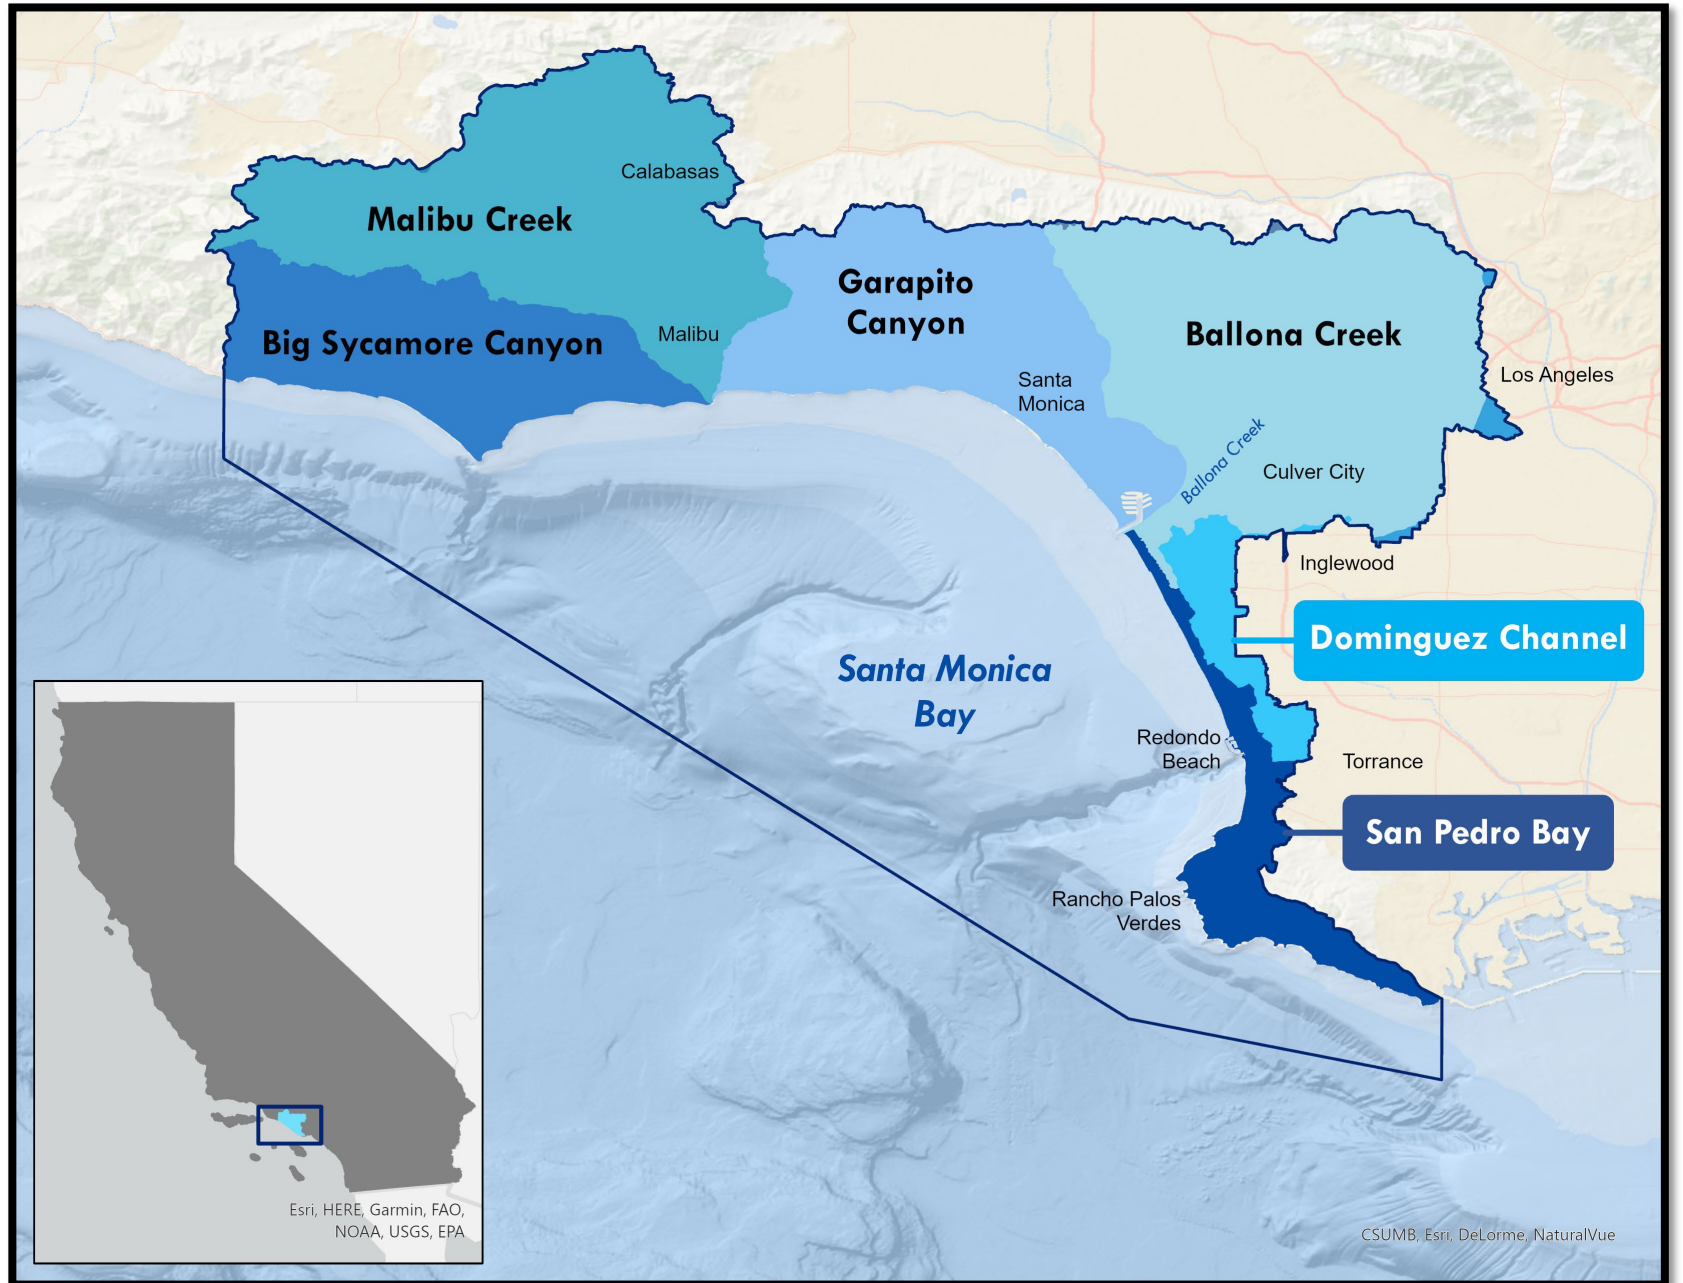 Calabasas
Malibu Creek
Garapito
Canyon
Ballona Creek
Big Sycamore Canyon
Malibu
Santa
Monica
Los Angeles
Ballona Creek
Culver City
Inglewood
Dominguez Channel
Santa Monica
Bay
Redondo
Beach
Torrance
San Pedro Bay
Rancho Palos
Verdes
Esri, HERE, Garmin, FAO,
NOAA, USGS, EPA
CSUMB, Esri, DeLorme, NaturalVue